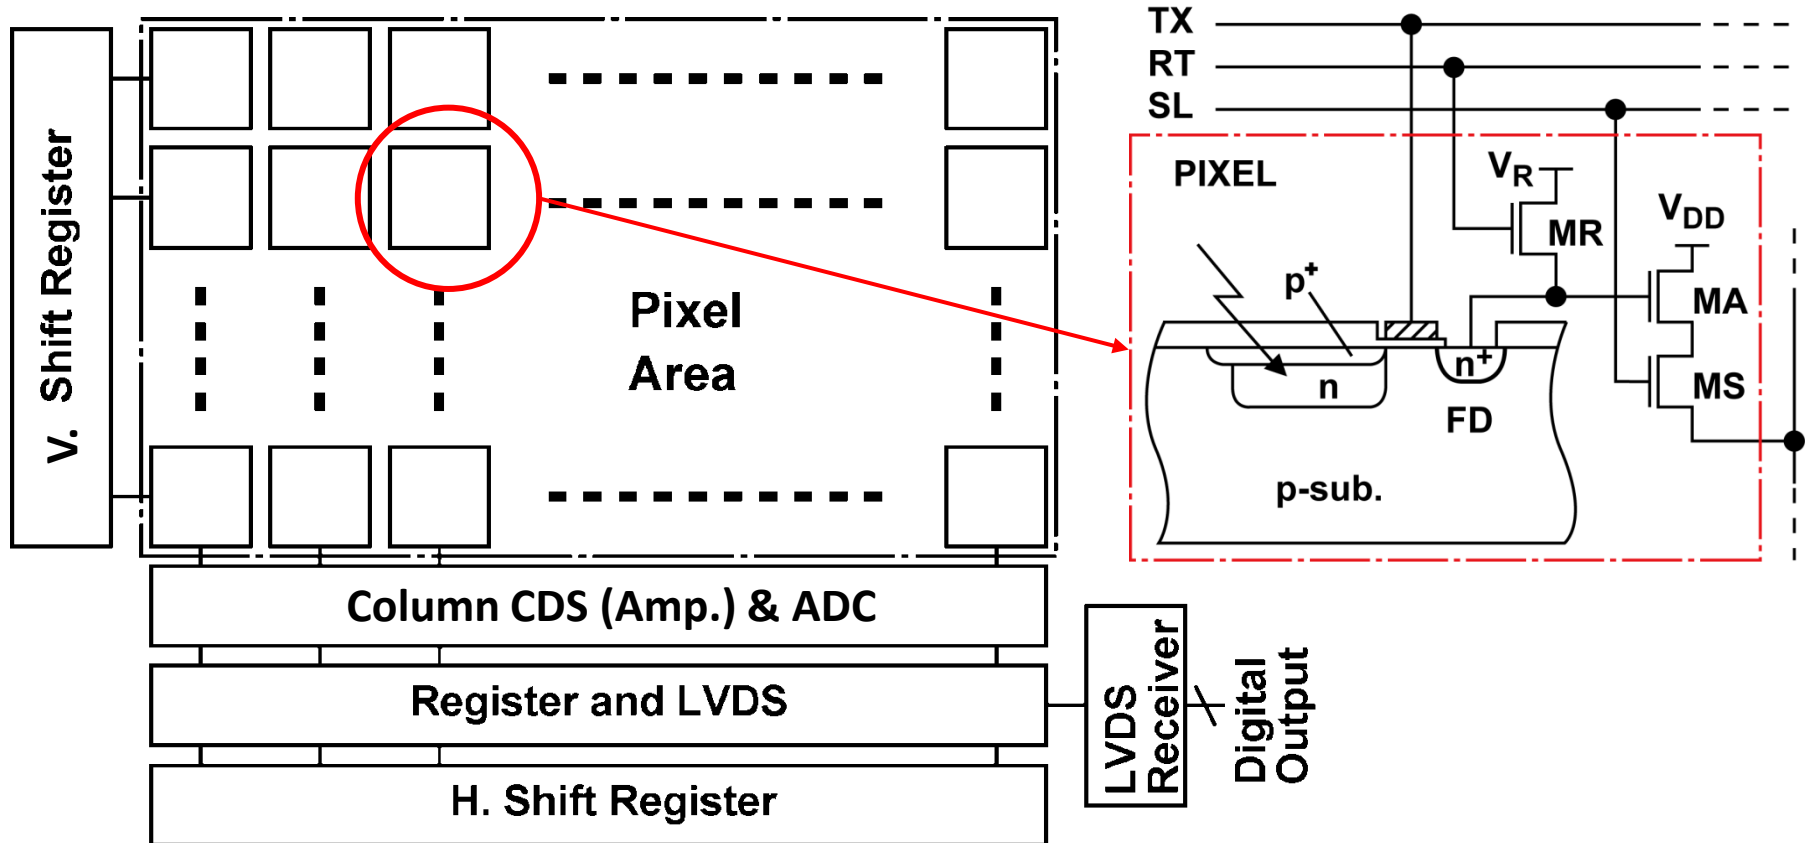 V. Shift Register
Pixel
Area
Column CDS (Amp.) & ADC
Register and LVDS
H. Shift Register
LVDS
Receiver
Digital
Output
TX
RT
SL
PIXEL
VR
MR
VDD
MA
MS
p+
n
n+
FD
p-sub.